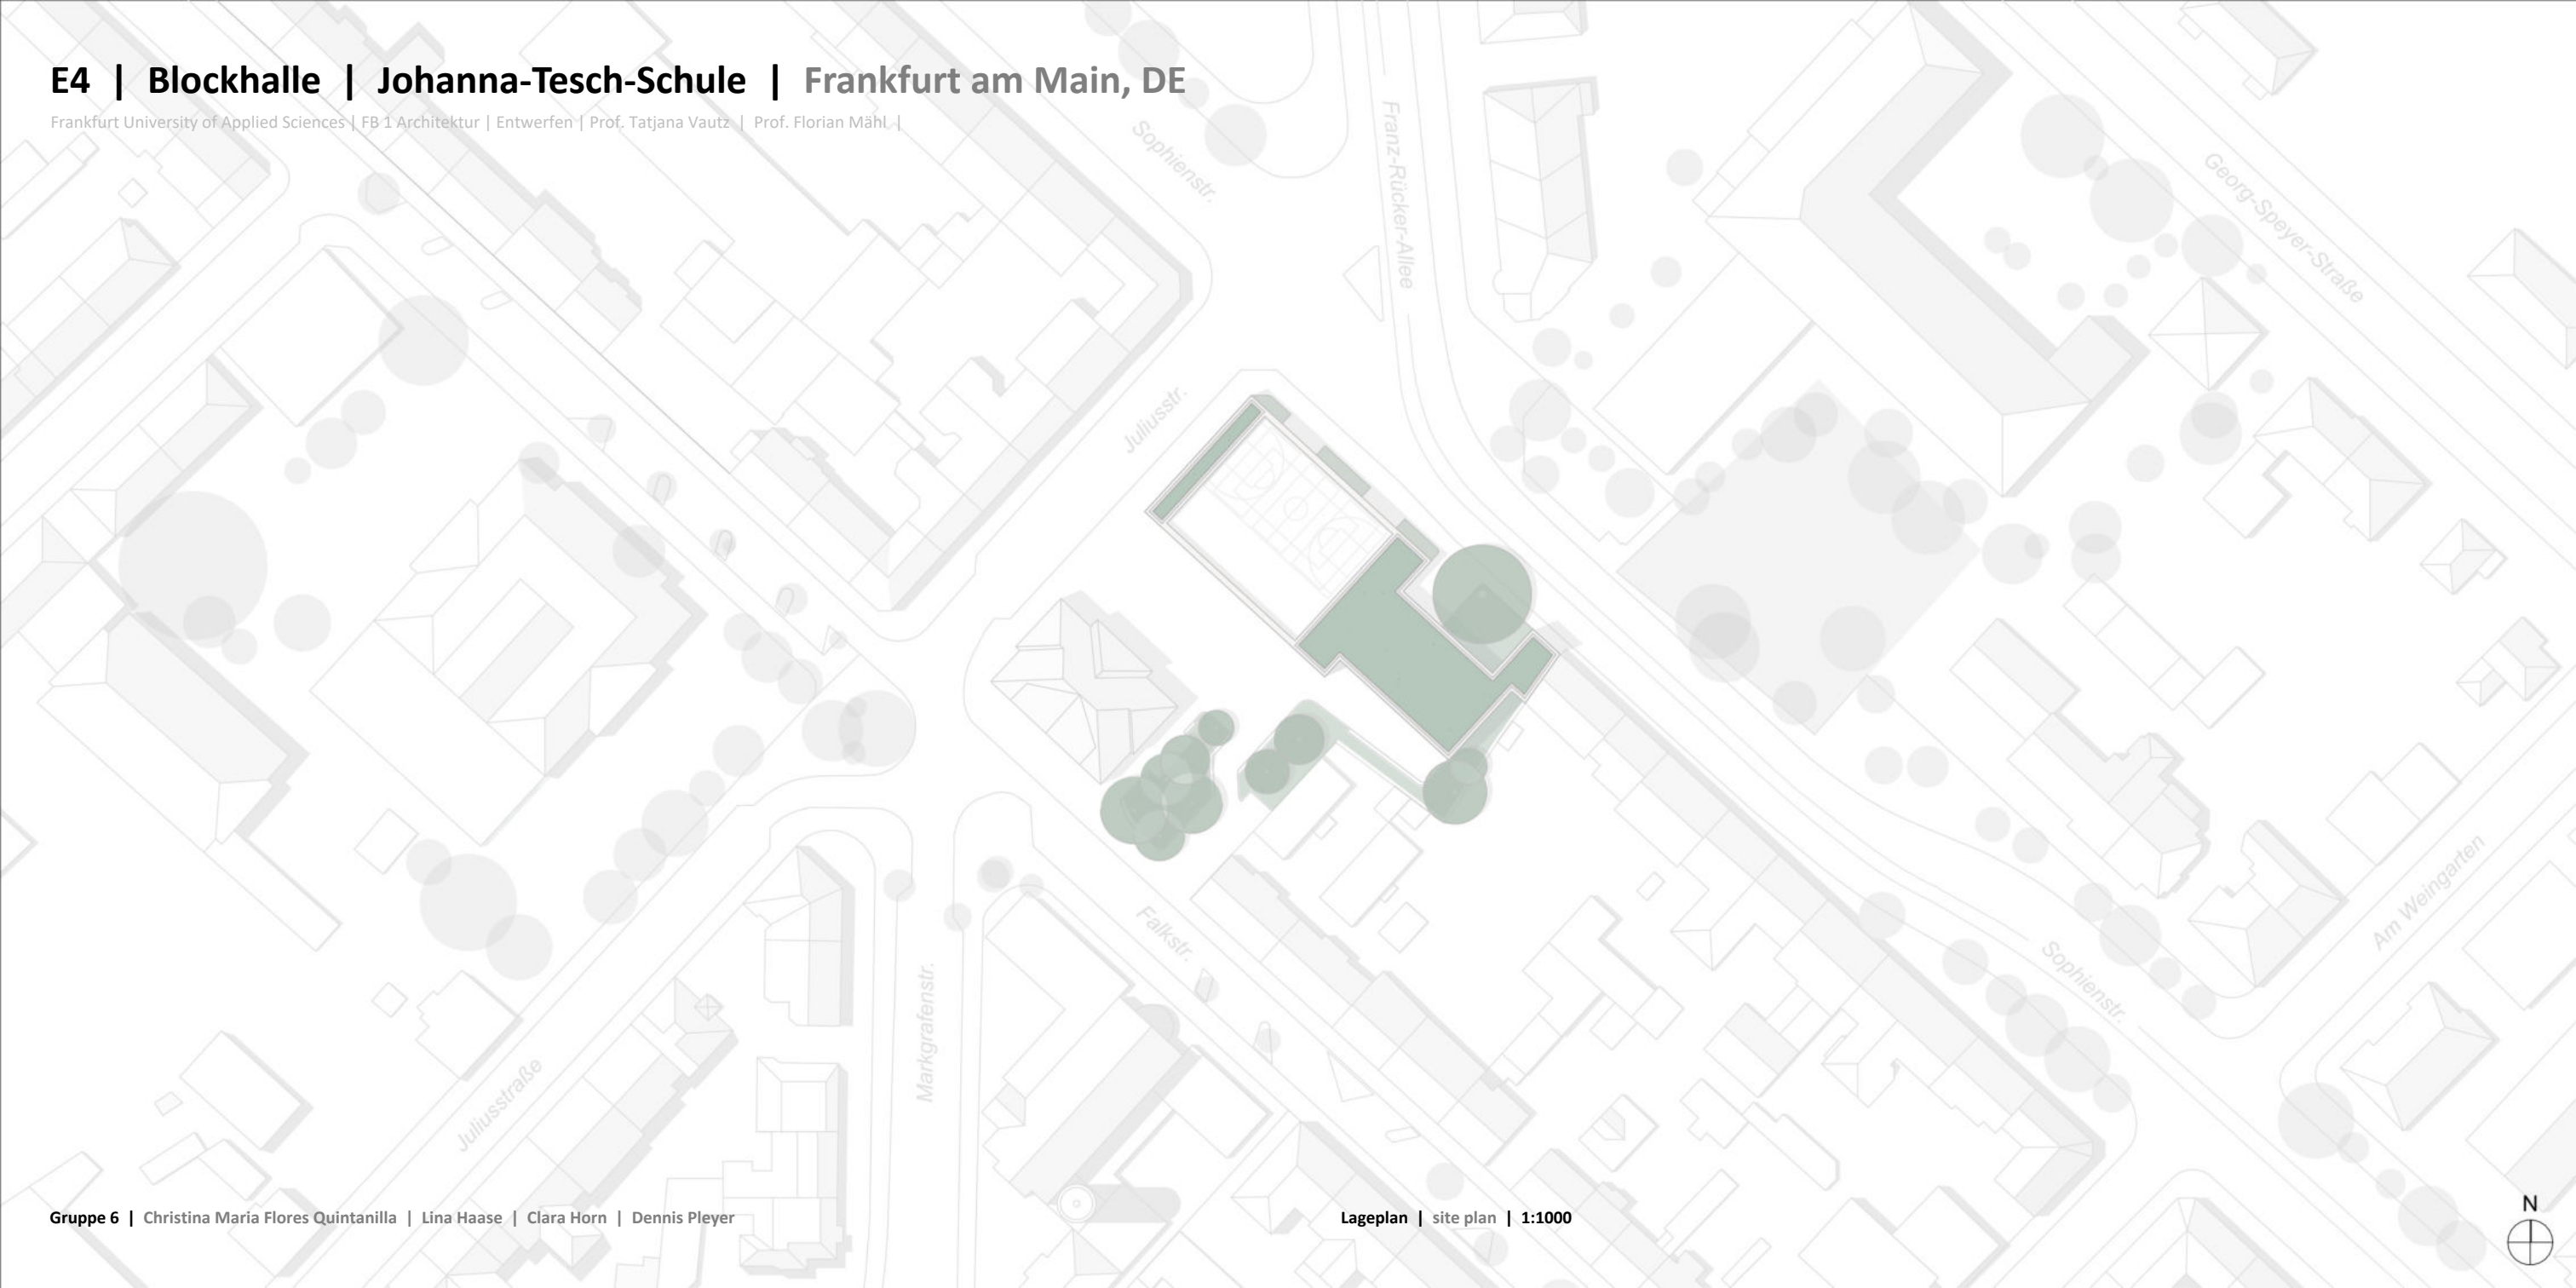 E4 | Blockhalle | Johanna-Tesch-Schule | Frankfurt am Main, DE
Frankfurt University of Applied Sciences | FB 1 Architektur | Entwerfen | Prof. Tatjana Vautz | Prof. Florian Mähl |
Sophienstr.
Franz-Rücker-Allee
Georg-Speyer-Straße
Juliusstr.
Falkstr.
Markgrafenstr.
Juliusstraße
Am Weingarten
Sophienstr.
Gruppe 6 | Christina Maria Flores Quintanilla | Lina Haase | Clara Horn | Dennis Pleyer
Lageplan | site plan | 1:1000
N